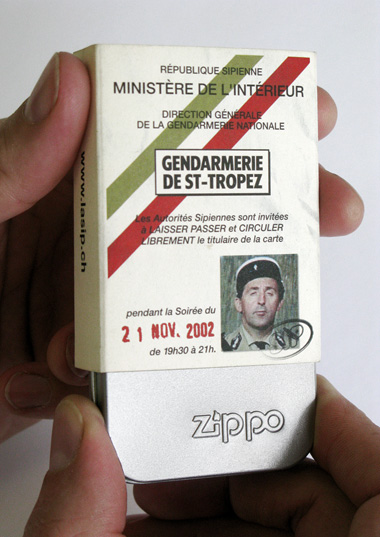 RÉPUBLIQUE SIPIENNE
MINISTÈRE DE L'INTÉRIEUR
DIRECTION GÉNÉRALE
DE LA GENDARMERIE NATIONALE
GENDARMERIE
DE ST-TROPEZ
Les Autorités Sipiennes sont invitées
à LAISSER PASSER et CIRCULER
LIBREMENT le titulaire de la carte
pendant la Soirée du
21 NOV. 2002
de 19h30 à 21h.
www.lasip.ch
zippo